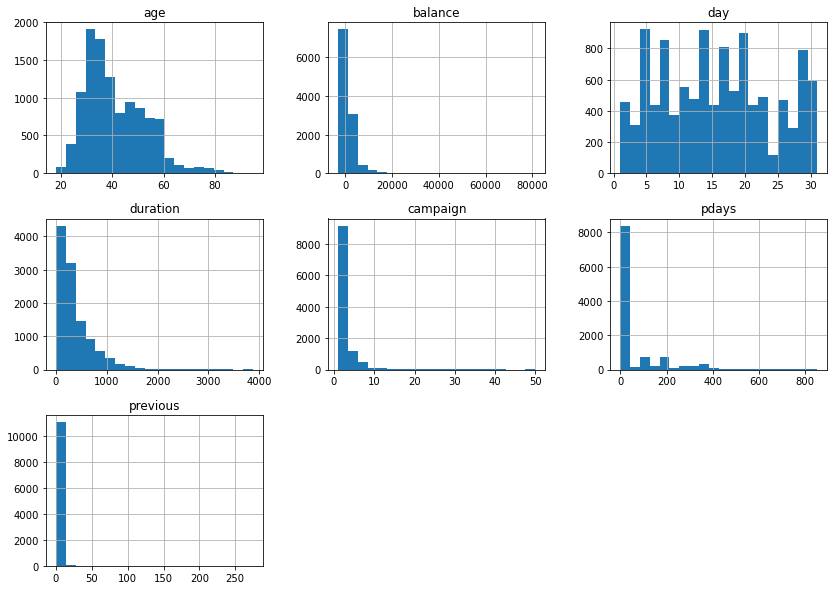 age
balance
day
2000
1500
1000
500
0
20 40 60 80
6000
4000
2000
0
0 20000 40000 60000 80000
800
600
400
200
0
0 5 10 15 20 25 30
duration
campaign
pdays
4000
3000
2000
1000
0
0 1000 2000 3000 4000
8000
6000
4000
2000
0
0 10 20 30 40 50
8000
6000
4000
2000
0
0 200 400 600 800
previous
10000
8000
6000
4000
2000
0
0 50 100 150 200 250